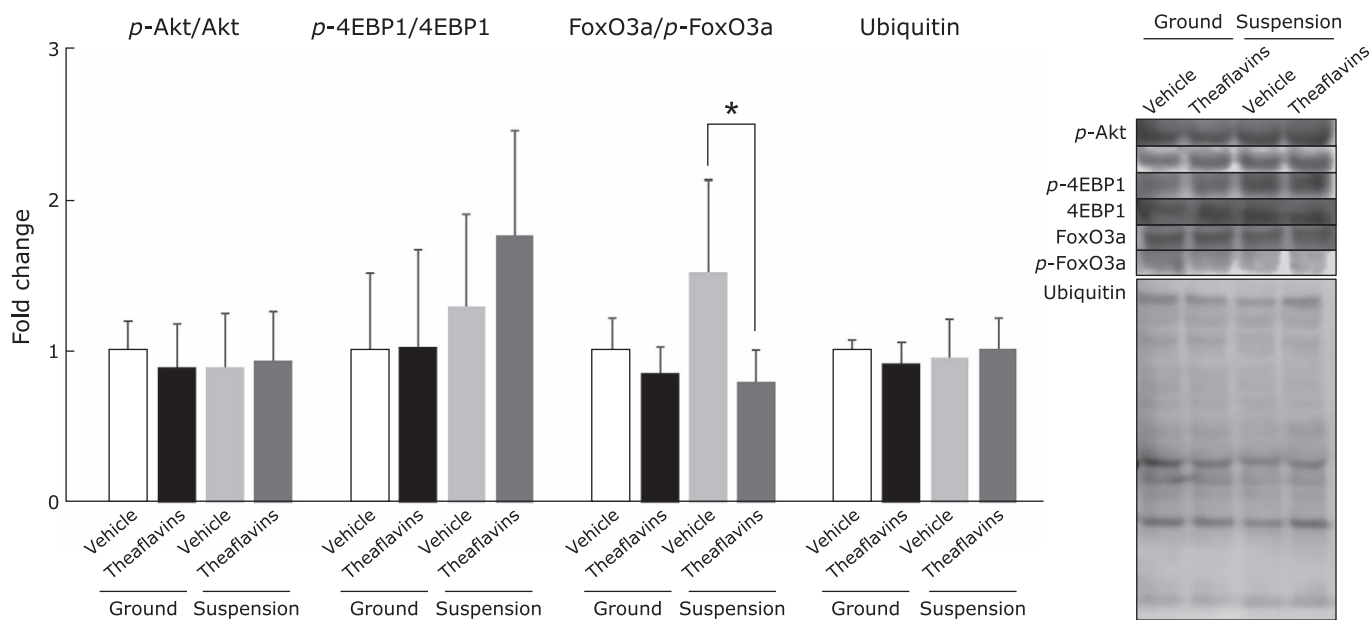 p-Akt/Akt p-4EBP1/4EBP1 FoxO3a/p-FoxO3a Ubiquitin
3
2
1
0
Fold change
*
Vehicle Theaflavins Vehicle Theaflavins Vehicle Theaflavins Vehicle Theaflavins Vehicle Theaflavins Vehicle Theaflavins Vehicle Theaflavins Vehicle Theaflavins
Ground Suspension Ground Suspension Ground Suspension Ground Suspension
Ground Suspension
Vehicle Theaflavins Vehicle Theaflavins
p-Akt
p-4EBP1
4EBP1
FoxO3a
p-FoxO3a
Ubiquitin